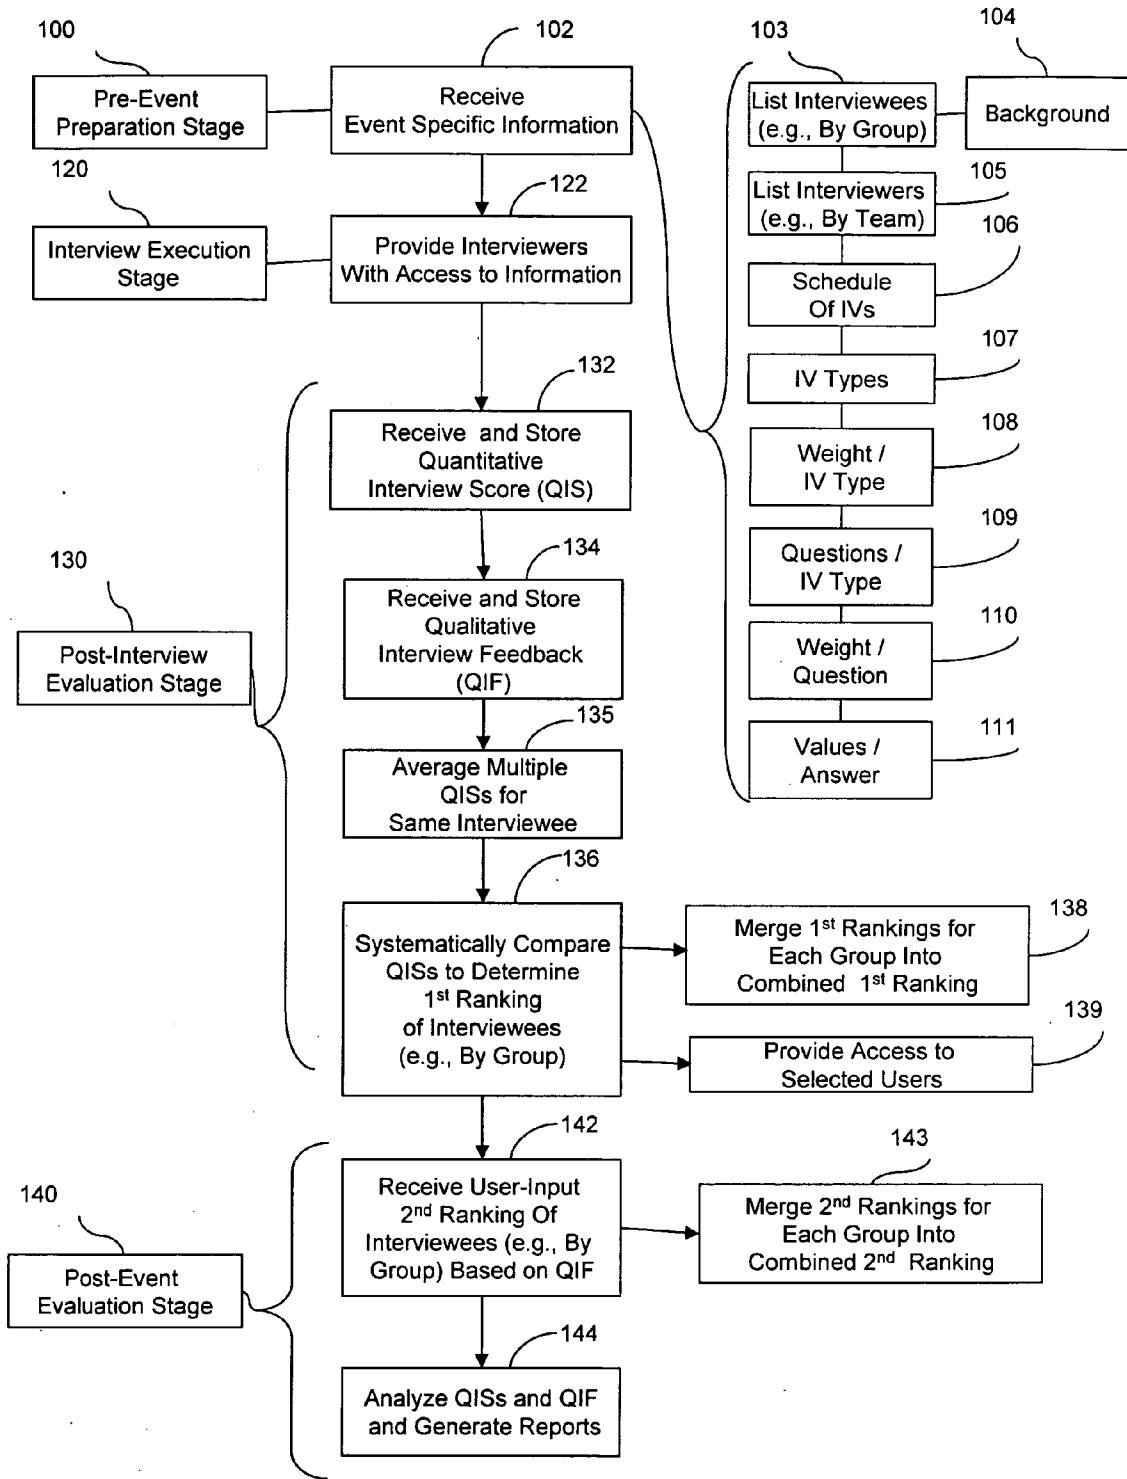 100
Pre-Event
Preparation Stage
102
Receive
Event Specific Information
103
List Interviewees
(e.g., By Group)
104
Background
105
List Interviewers
(e.g., By Team)
106
Schedule
Of IVs
107
IV Types
108
Weight /
IV Type
109
Questions /
IV Type
110
Weight /
Question
111
Values /
Answer
120
Interview Execution
Stage
122
Provide Interviewers
With Access to Information
130
Post-Interview
Evaluation Stage
132
Receive and Store
Quantitative
Interview Score (QIS)
134
Receive and Store
Qualitative
Interview Feedback
(QIF)
135
Average Multiple
QISs for
Same Interviewee
136
Systematically Compare
QISs to Determine
1st Ranking
of Interviewees
(e.g., By Group)
138
Merge 1st Rankings for
Each Group Into
Combined 1st Ranking
139
Provide Access to
Selected Users
140
Post-Event
Evaluation Stage
142
Receive User-Input
2nd Ranking Of
Interviewees (e.g., By
Group) Based on QIF
143
Merge 2nd Rankings for
Each Group Into
Combined 2nd Ranking
144
Analyze QISs and QIF
and Generate Reports